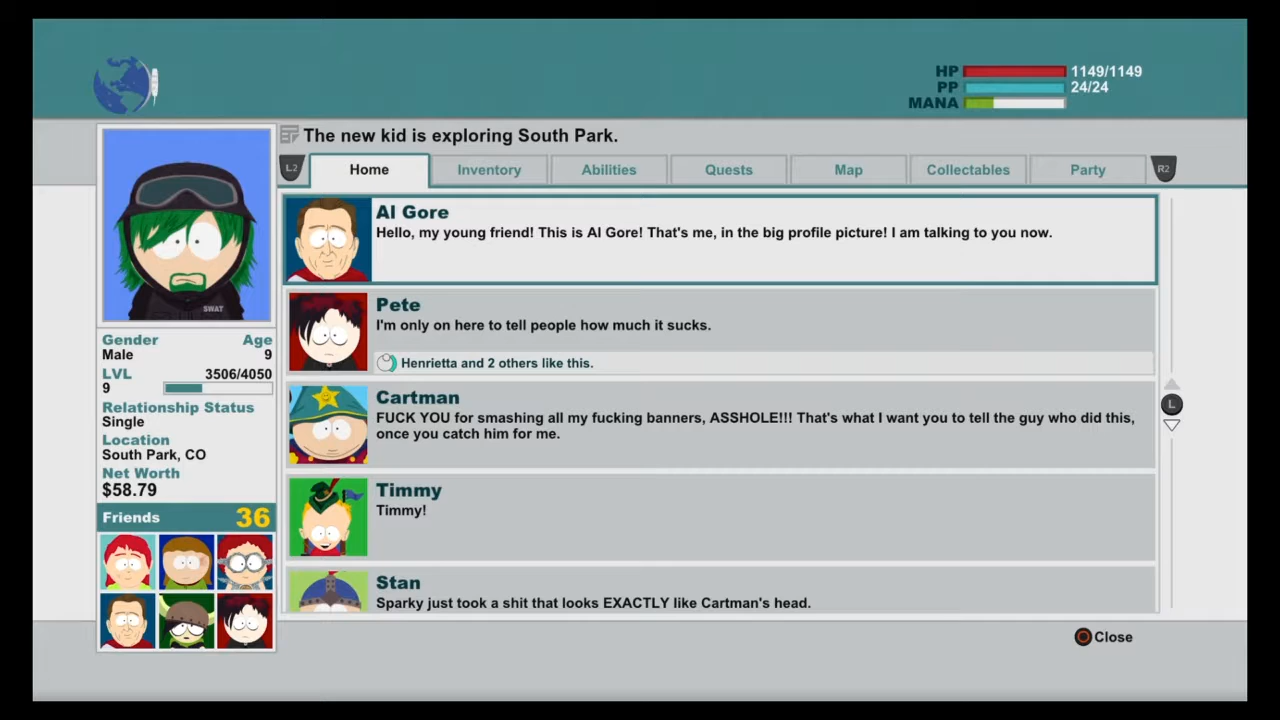 HP 1149/1149
PP 24/24
MANA
The new kid is exploring South Park.
L2 Home Inventory Abilities Quests Map Collectables Party R2
SWAT
Gender Age
Male 9
LVL 3506/4050
9
Relationship Status
Single
Location
South Park, CO
Net Worth
$58.79
Friends 36
Al Gore
Hello, my young friend! This is Al Gore! That's me, in the big profile picture! I am talking to you now.
Pete
I'm only on here to tell people how much it sucks.
Henrietta and 2 others like this.
Cartman
FUCK YOU for smashing all my fucking banners, ASSHOLE!!! That's what I want you to tell the guy who did this,
once you catch him for me.
Timmy
Timmy!
Stan
Sparky just took a shit that looks EXACTLY like Cartman's head.
L
Close